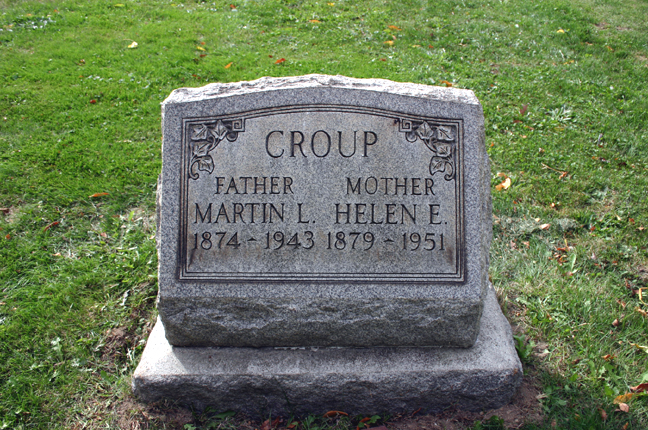 CROUP
FATHER MOTHER
MARTIN L. HELEN E.
1874 - 1943 1879 - 1951